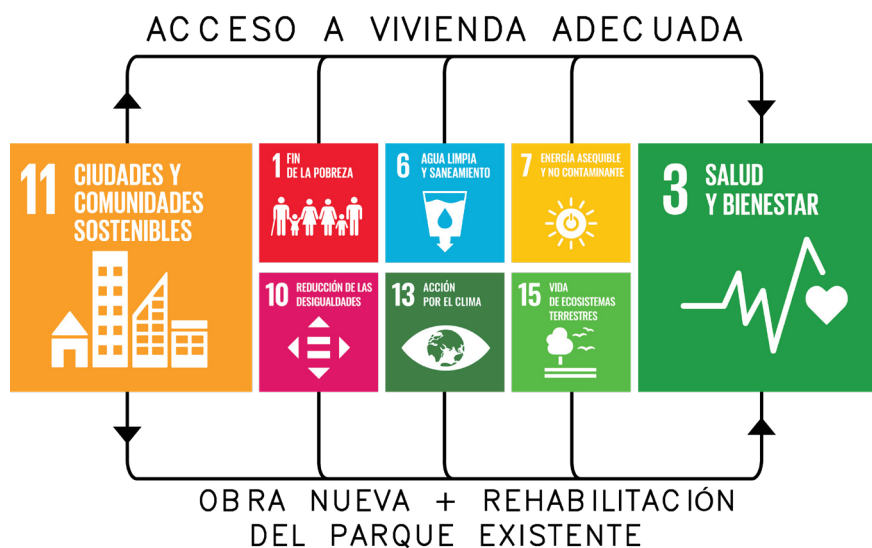 ACCESO A VIVIENDA ADECUADA
11 CIUDADES Y
COMUNIDADES
SOSTENIBLES
1 FIN
DE LA POBREZA
6 AGUA LIMPIA
Y SANEAMIENTO
7 ENERGÍA ASEQUIBLE
Y NO CONTAMINANTE
3 SALUD
Y BIENESTAR
10 REDUCCIÓN DE LAS
DESIGUALDADES
13 ACCIÓN
POR EL CLIMA
15 VIDA
DE ECOSISTEMAS
TERRESTRES
OBRA NUEVA + REHABILITACIÓN
DEL PARQUE EXISTENTE